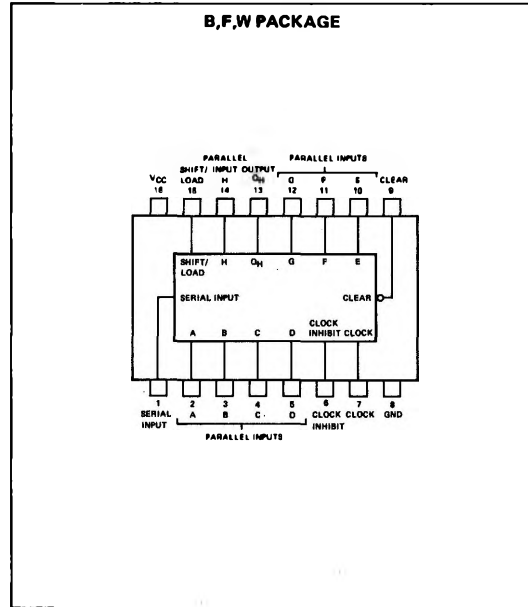 B,F,W PACKAGE
PARALLEL PARALLEL INPUTS
SHIFT/ INPUT OUTPUT
VCC LOAD H QH G F E CLEAR
16 15 14 13 12 11 10 9
SHIFT/ H QH G F E
LOAD
SERIAL INPUT CLEAR
CLOCK
A B C D INHIBIT CLOCK
1 2 3 4 5 6 7 8
SERIAL A B C D CLOCK CLOCK GND
INPUT INHIBIT
PARALLEL INPUTS